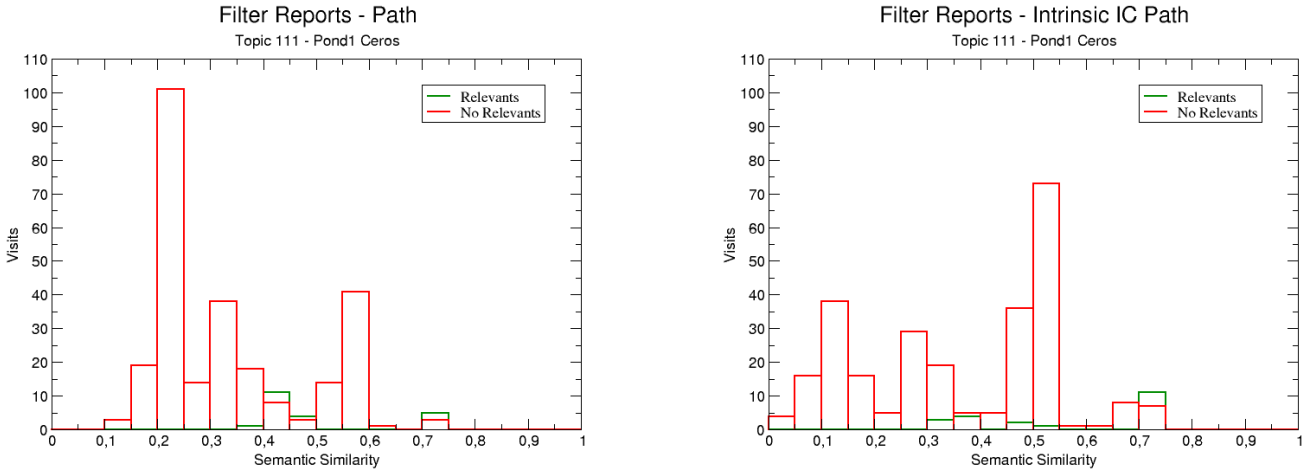 Filter Reports - Path
Topic 111 - Pond1 Ceros
110
100
90
80
70
60
50
40
30
20
10
0
Visits
Relevants
No Relevants
0 0,1 0,2 0,3 0,4 0,5 0,6 0,7 0,8 0,9 1
Semantic Similarity
Filter Reports - Intrinsic IC Path
Topic 111 - Pond1 Ceros
110
100
90
80
70
60
50
40
30
20
10
0
Visits
Relevants
No Relevants
0 0,1 0,2 0,3 0,4 0,5 0,6 0,7 0,8 0,9 1
Semantic Similarity